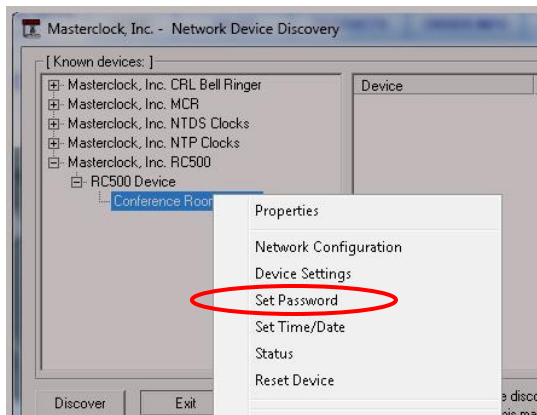 Masterclock, Inc. - Network Device Discovery
[ Known devices: ]
Masterclock, Inc. CRL Bell Ringer
Masterclock, Inc. MCR
Masterclock, Inc. NTDS Clocks
Masterclock, Inc. NTP Clocks
Masterclock, Inc. RC500
RC500 Device
Conference
Device
Properties
Network Configuration
Device Settings
Set Password
Set Time/Date
Status
Reset Device
Discover
Exit